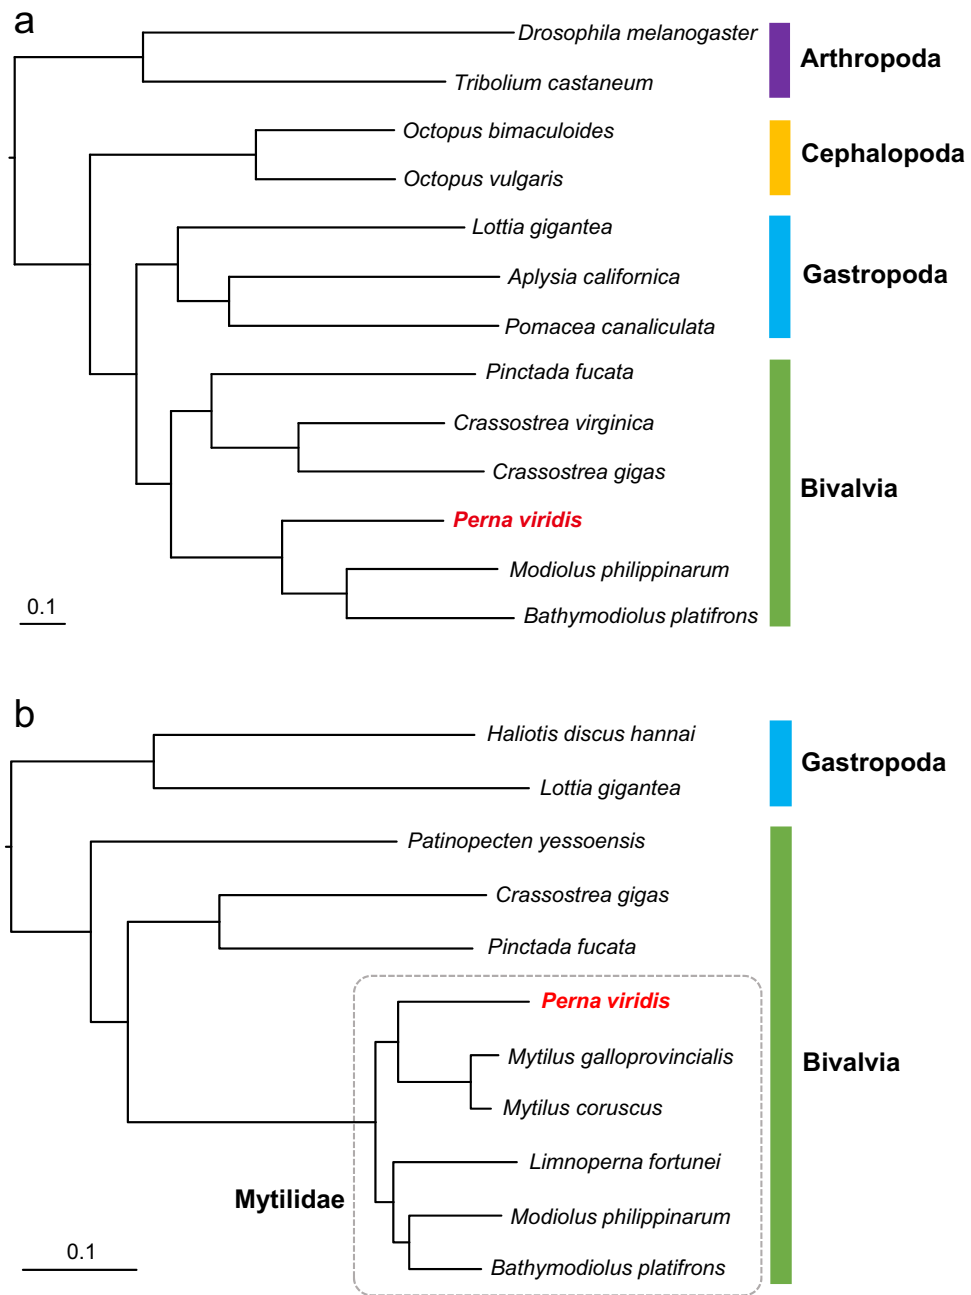 a
Drosophila melanogaster
Arthropoda
Tribolium castaneum
Octopus bimaculoides
Cephalopoda
Octopus vulgaris
Lottia gigantea
Aplysia californica
Gastropoda
Pomacea canaliculata
Pinctada fucata
Crassostrea virginica
Crassostrea gigas
Bivalvia
Perna viridis
Modiolus philippinarum
0.1
Bathymodiolus platifrons
b
Haliotis discus hannai
Gastropoda
Lottia gigantea
Patinopecten yessoensis
Crassostrea gigas
Pinctada fucata
Perna viridis
Mytilus galloprovincialis
Bivalvia
Mytilus coruscus
Limnoperna fortunei
Mytilidae
Modiolus philippinarum
0.1
Bathymodiolus platifrons